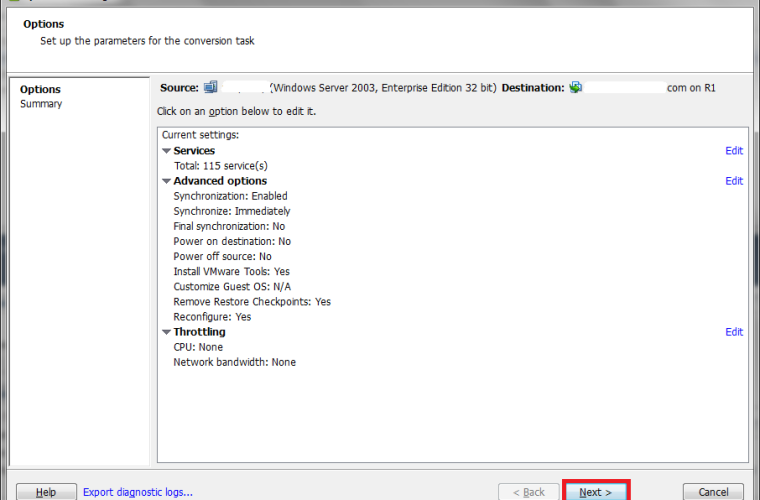 Options
Set up the parameters for the conversion task
Options
Summary
Source: (Windows Server 2003, Enterprise Edition 32 bit) Destination: com on R1
Click on an option below to edit it.
Current settings:
Services Edit
Total: 115 service(s)
Advanced options Edit
Synchronization: Enabled
Synchronize: Immediately
Final synchronization: No
Power on destination: No
Power off source: No
Install VMware Tools: Yes
Customize Guest OS: N/A
Remove Restore Checkpoints: Yes
Reconfigure: Yes
Throttling Edit
CPU: None
Network bandwidth: None
Help Export diagnostic logs... < Back Next > Cancel